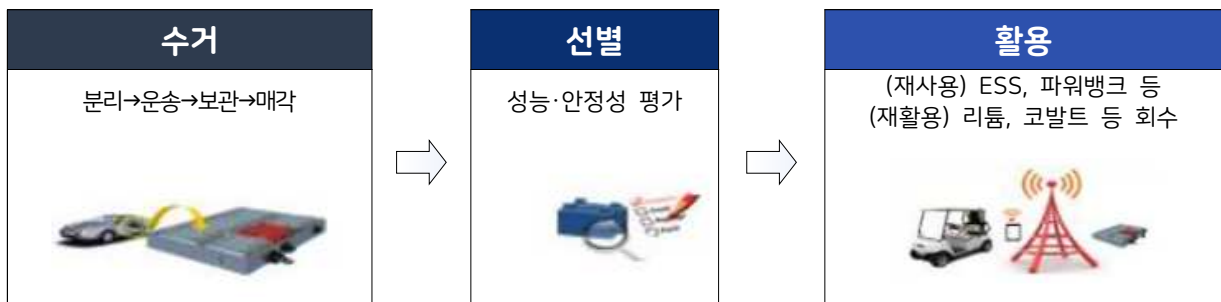 수거
분리→운송→보관→매각
선별
성능·안정성 평가
활용
(재사용) ESS, 파워뱅크 등
(재활용) 리튬, 코발트 등 회수